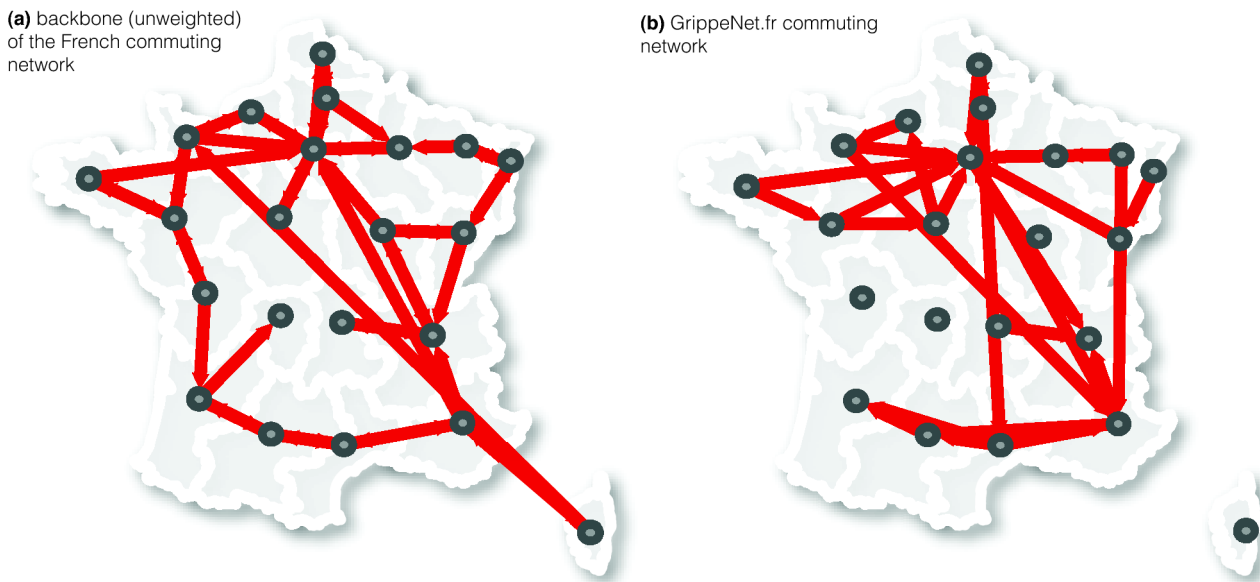 (a) backbone (unweighted)
of the French commuting
network
(b) GrippeNet.fr commuting
network